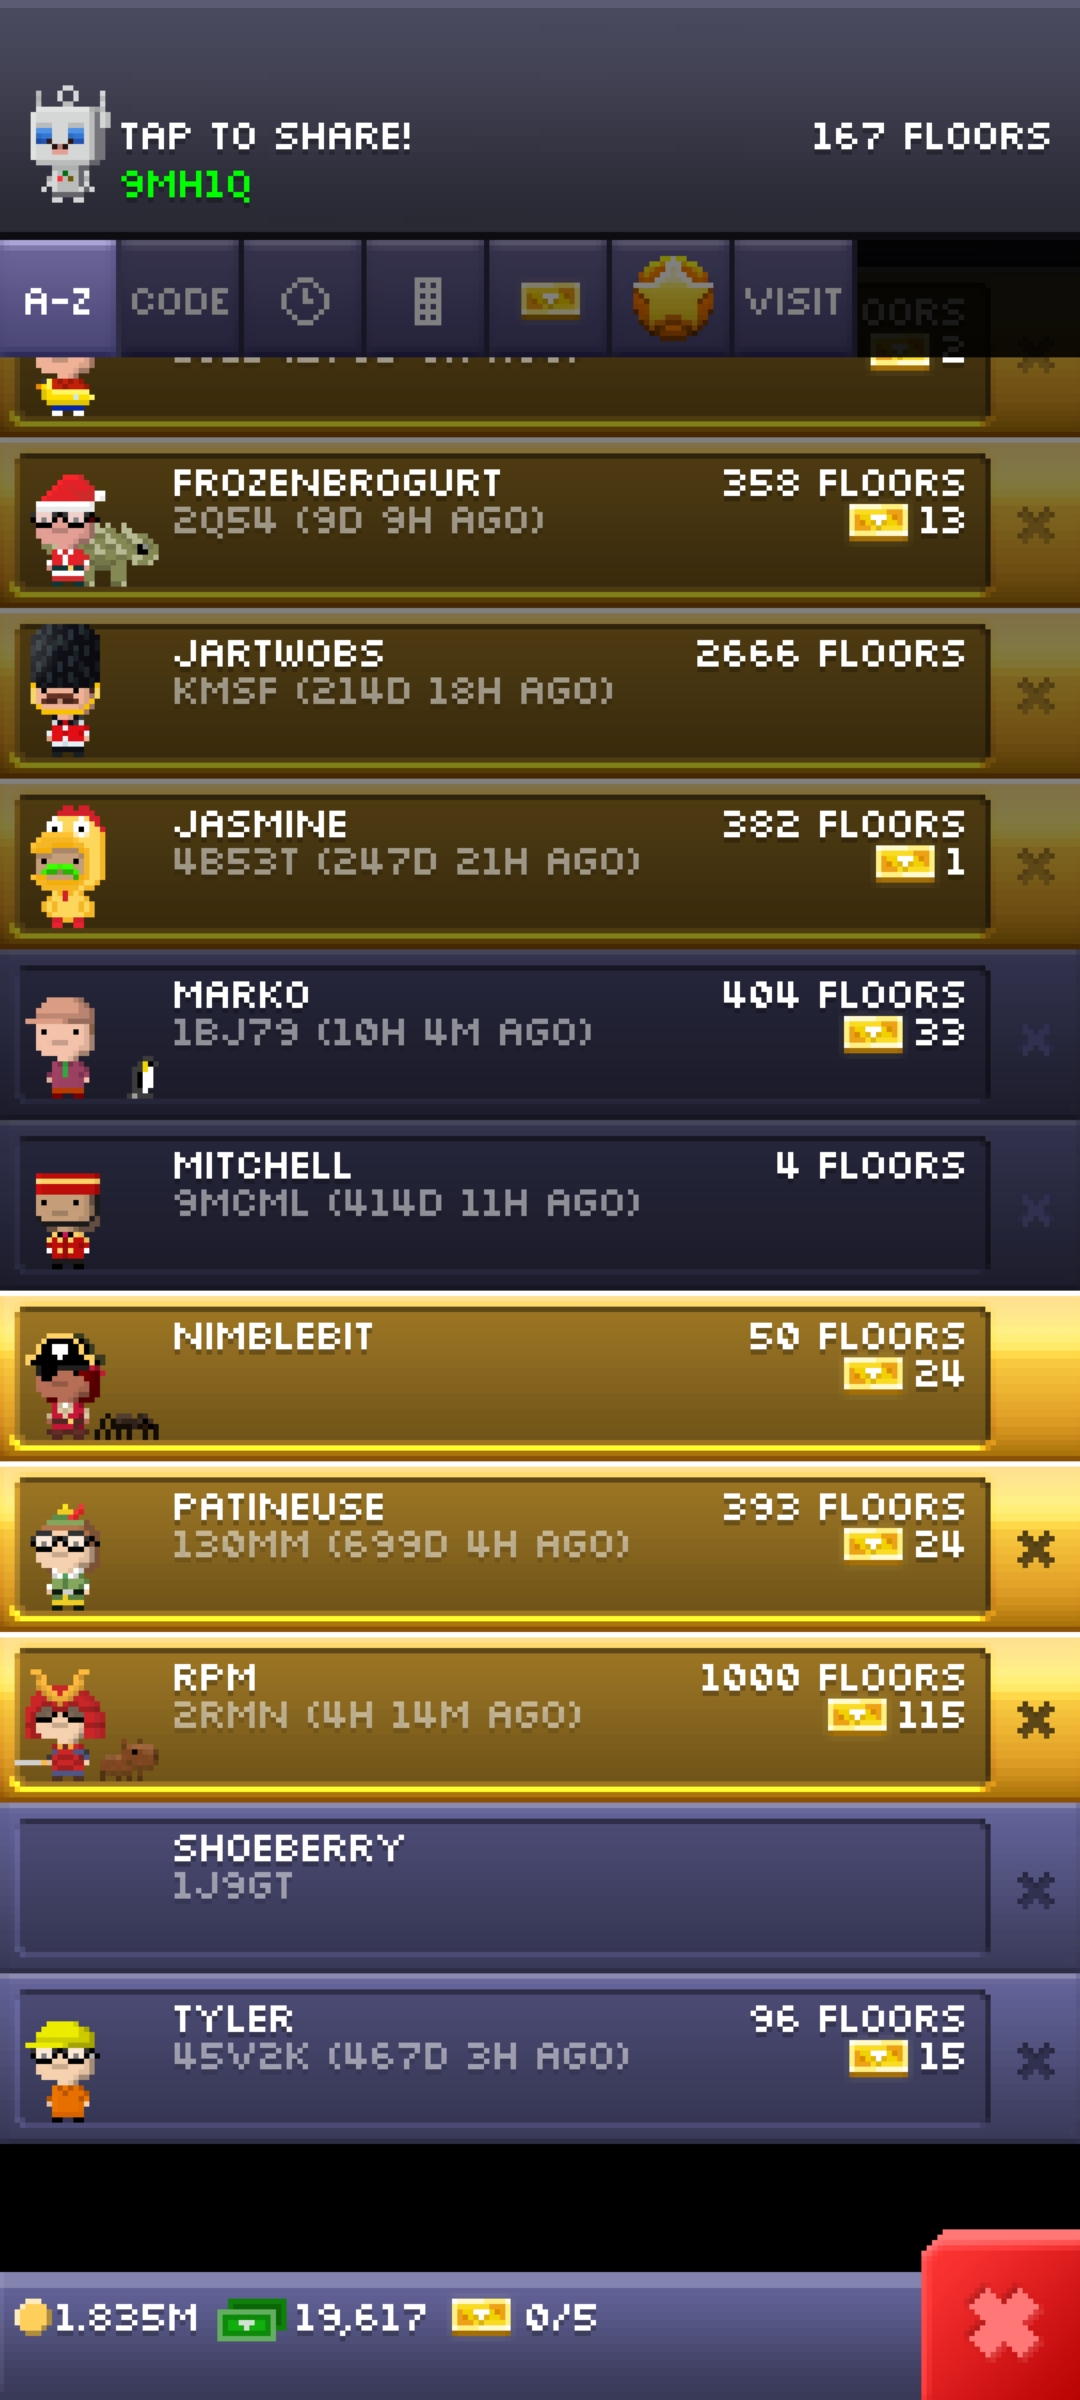 TAP TO SHARE!
167 FLOORS
9MH1Q
A-Z
CODE
VISIT
2
FROZENBROGURT
358 FLOORS
2Q54 (9D 9H AGO)
13
JARTWOBS
2666 FLOORS
KMSF (214D 18H AGO)
JASMINE
382 FLOORS
4B53T (247D 21H AGO)
1
MARKO
404 FLOORS
1BJ79 (10H 4M AGO)
33
MITCHELL
4 FLOORS
9MCML (414D 11H AGO)
NIMBLEBIT
50 FLOORS
24
PATINEUSE
393 FLOORS
130MM (699D 4H AGO)
24
RPM
1000 FLOORS
2RMN (4H 14M AGO)
115
SHOEBERRY
1J9GT
TYLER
96 FLOORS
45V2K (467D 3H AGO)
15
1.835M
19,617
0/5